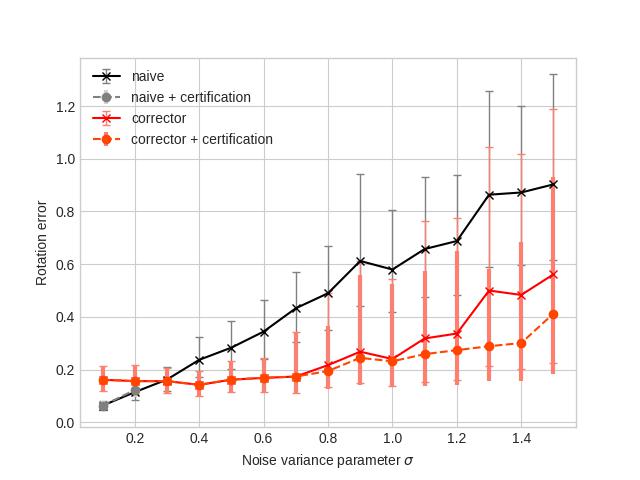 naive
naive + certification
corrector
corrector + certification
Rotation error
1.2
1.0
0.8
0.6
0.4
0.2
0.0
0.2 0.4 0.6 0.8 1.0 1.2 1.4
Noise variance parameter σ